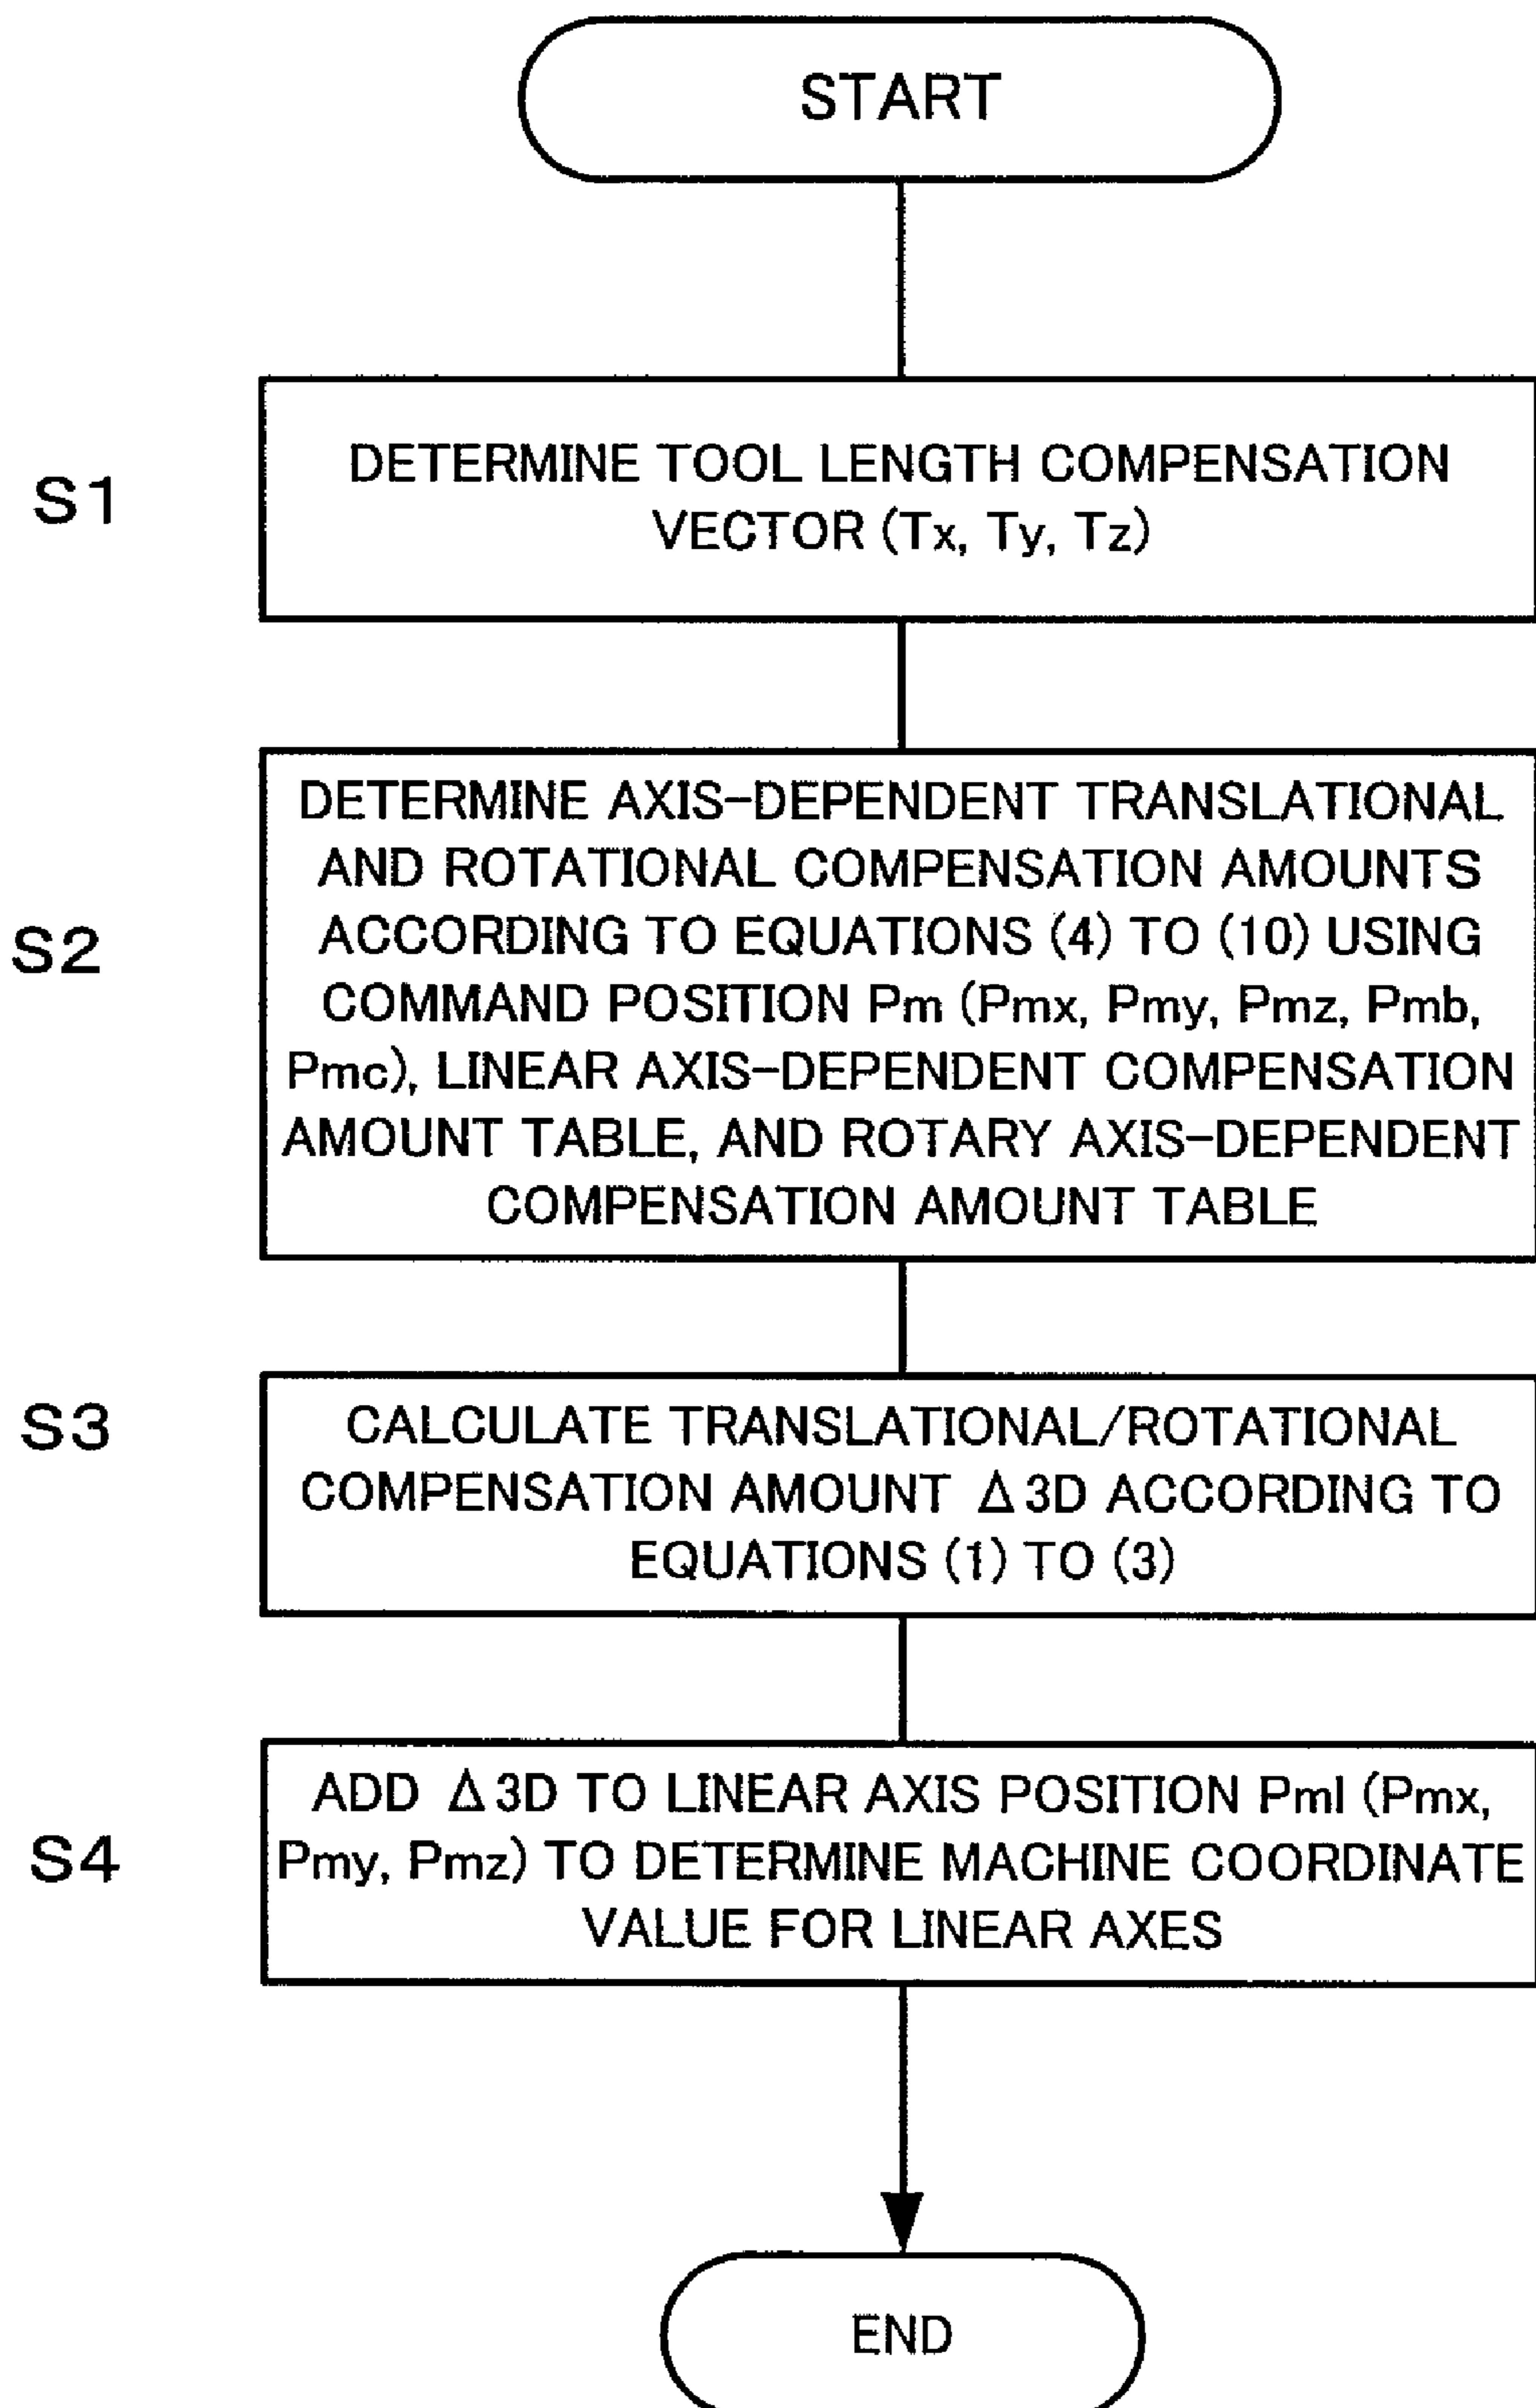 START
S1
DETERMINE TOOL LENGTH COMPENSATION
VECTOR (Tx, Ty, Tz)
S2
DETERMINE AXIS-DEPENDENT TRANSLATIONAL
AND ROTATIONAL COMPENSATION AMOUNTS
ACCORDING TO EQUATIONS (4) TO (10) USING
COMMAND POSITION Pm (Pmx, Pmy, Pmz, Pmb,
Pmc), LINEAR AXIS-DEPENDENT COMPENSATION
AMOUNT TABLE, AND ROTARY AXIS-DEPENDENT
COMPENSATION AMOUNT TABLE
S3
CALCULATE TRANSLATIONAL/ROTATIONAL
COMPENSATION AMOUNT Δ3D ACCORDING TO
EQUATIONS (1) TO (3)
S4
ADD Δ3D TO LINEAR AXIS POSITION Pml (Pmx,
Pmy, Pmz) TO DETERMINE MACHINE COORDINATE
VALUE FOR LINEAR AXES
END